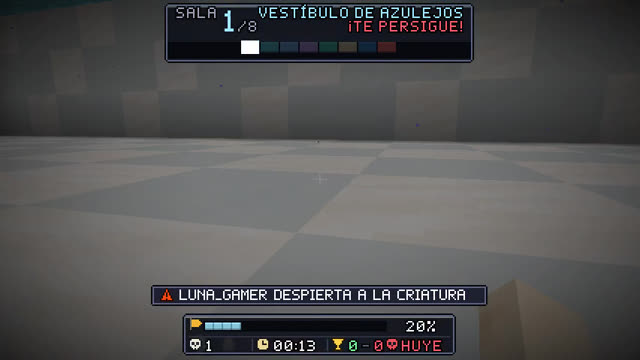 SALA 1/8 VESTÍBULO DE AZULEJOS
¡TE PERSIGUE!
LUNA_GAMER DESPIERTA A LA CRIATURA
20%
1 00:13 0-0 HUYE